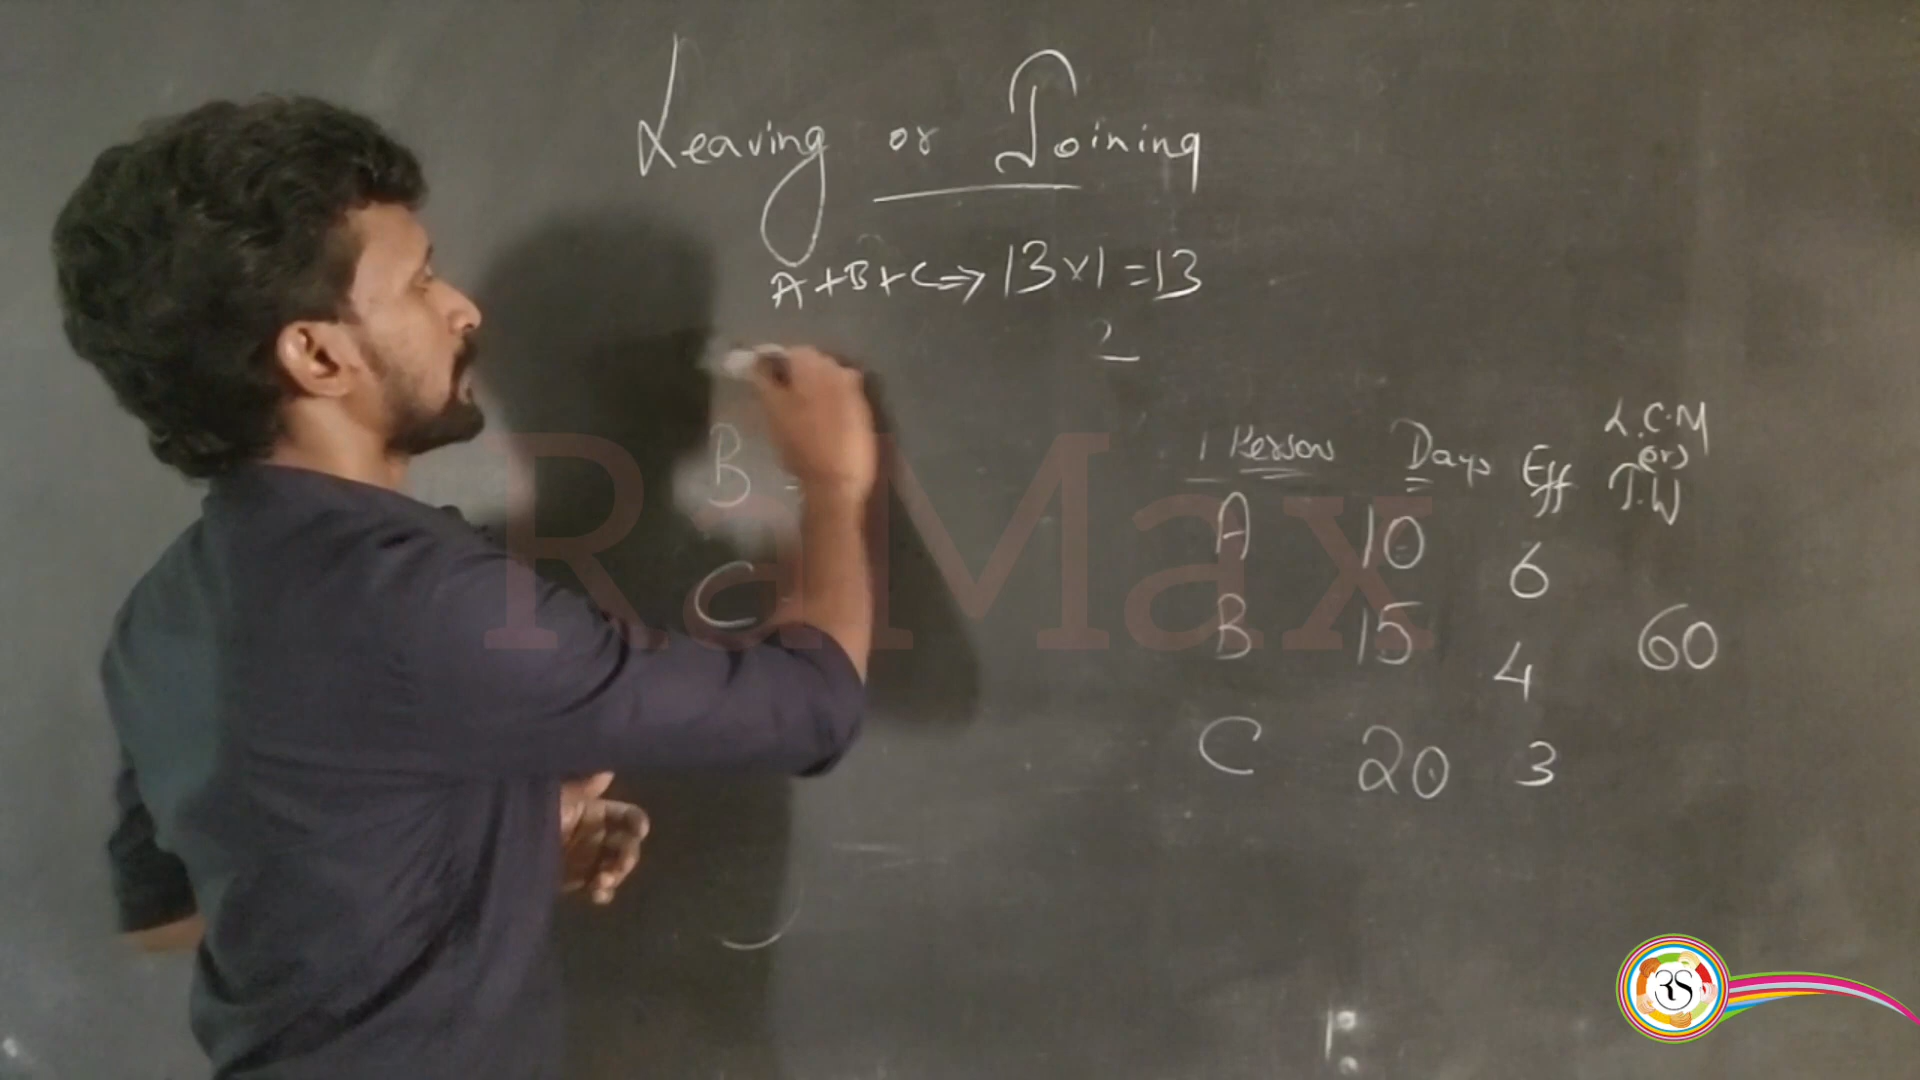 Leaving or Joining
A+B+C => 13×1=13
2
B -
C
1 Person Days Eff L.C.M
(or)
T.W
A 10 6
B 15 4 60
C 20 3
RaMax
RS